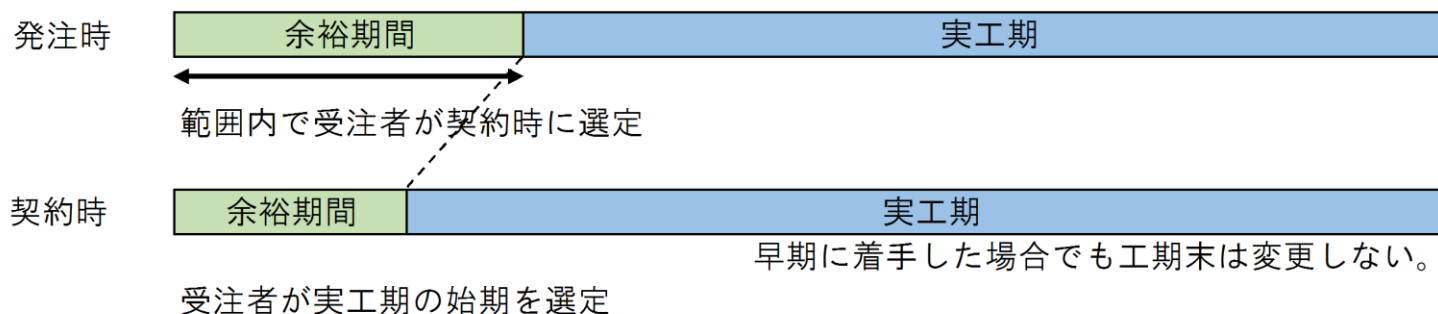 発注時 余裕期間 実工期
範囲内で受注者が契約時に選定
契約時 余裕期間 実工期
早期に着手した場合でも工期末は変更しない。
受注者が実工期の始期を選定